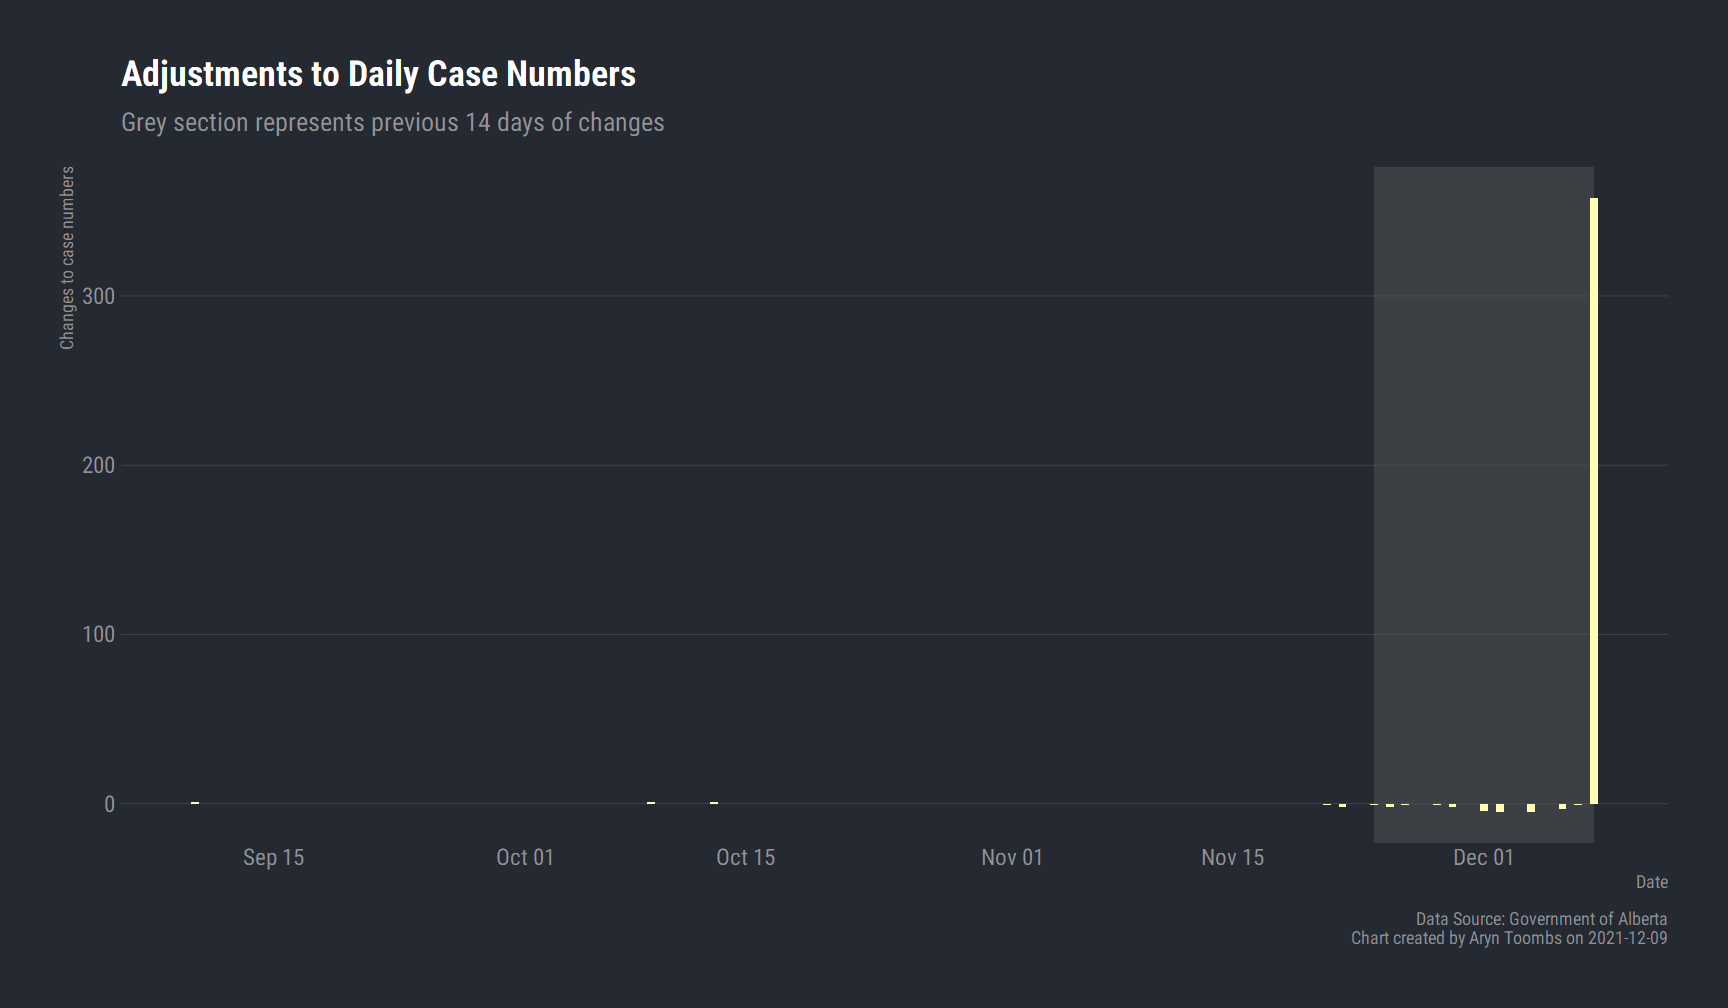 Adjustments to Daily Case Numbers
Grey section represents previous 14 days of changes
Changes to case numbers
300
200
100
0
Sep 15
Oct 01
Oct 15
Nov 01
Nov 15
Dec 01
Date
Data Source: Government of Alberta
Chart created by Aryn Toombs on 2021-12-09